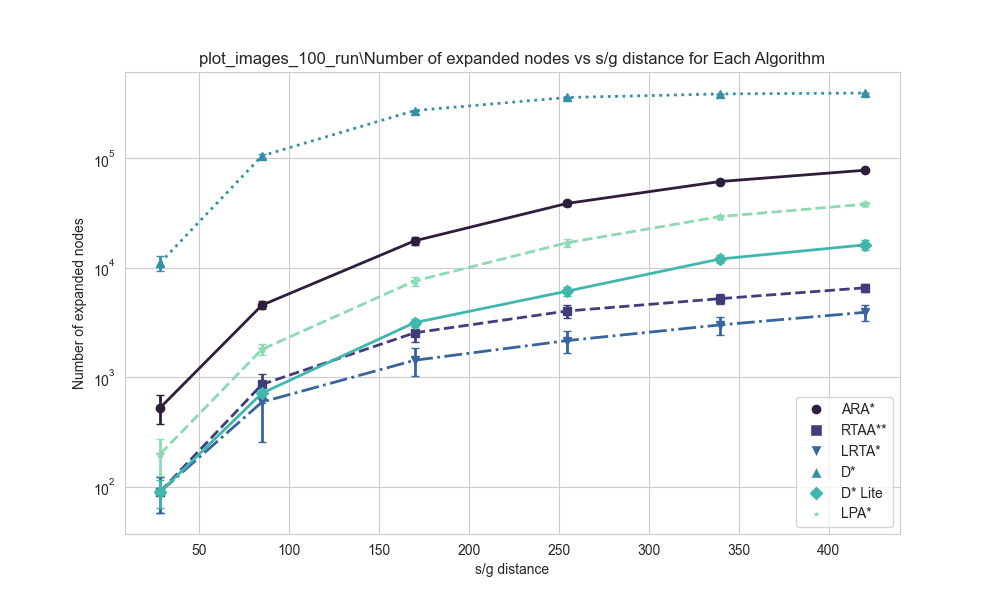 plot_images_100_run\Number of expanded nodes vs s/g distance for Each Algorithm
Number of expanded nodes
10^5
10^4
10^3
10^2
50 100 150 200 250 300 350 400
s/g distance
ARA*
RTAA**
LRTA*
D*
D* Lite
LPA*